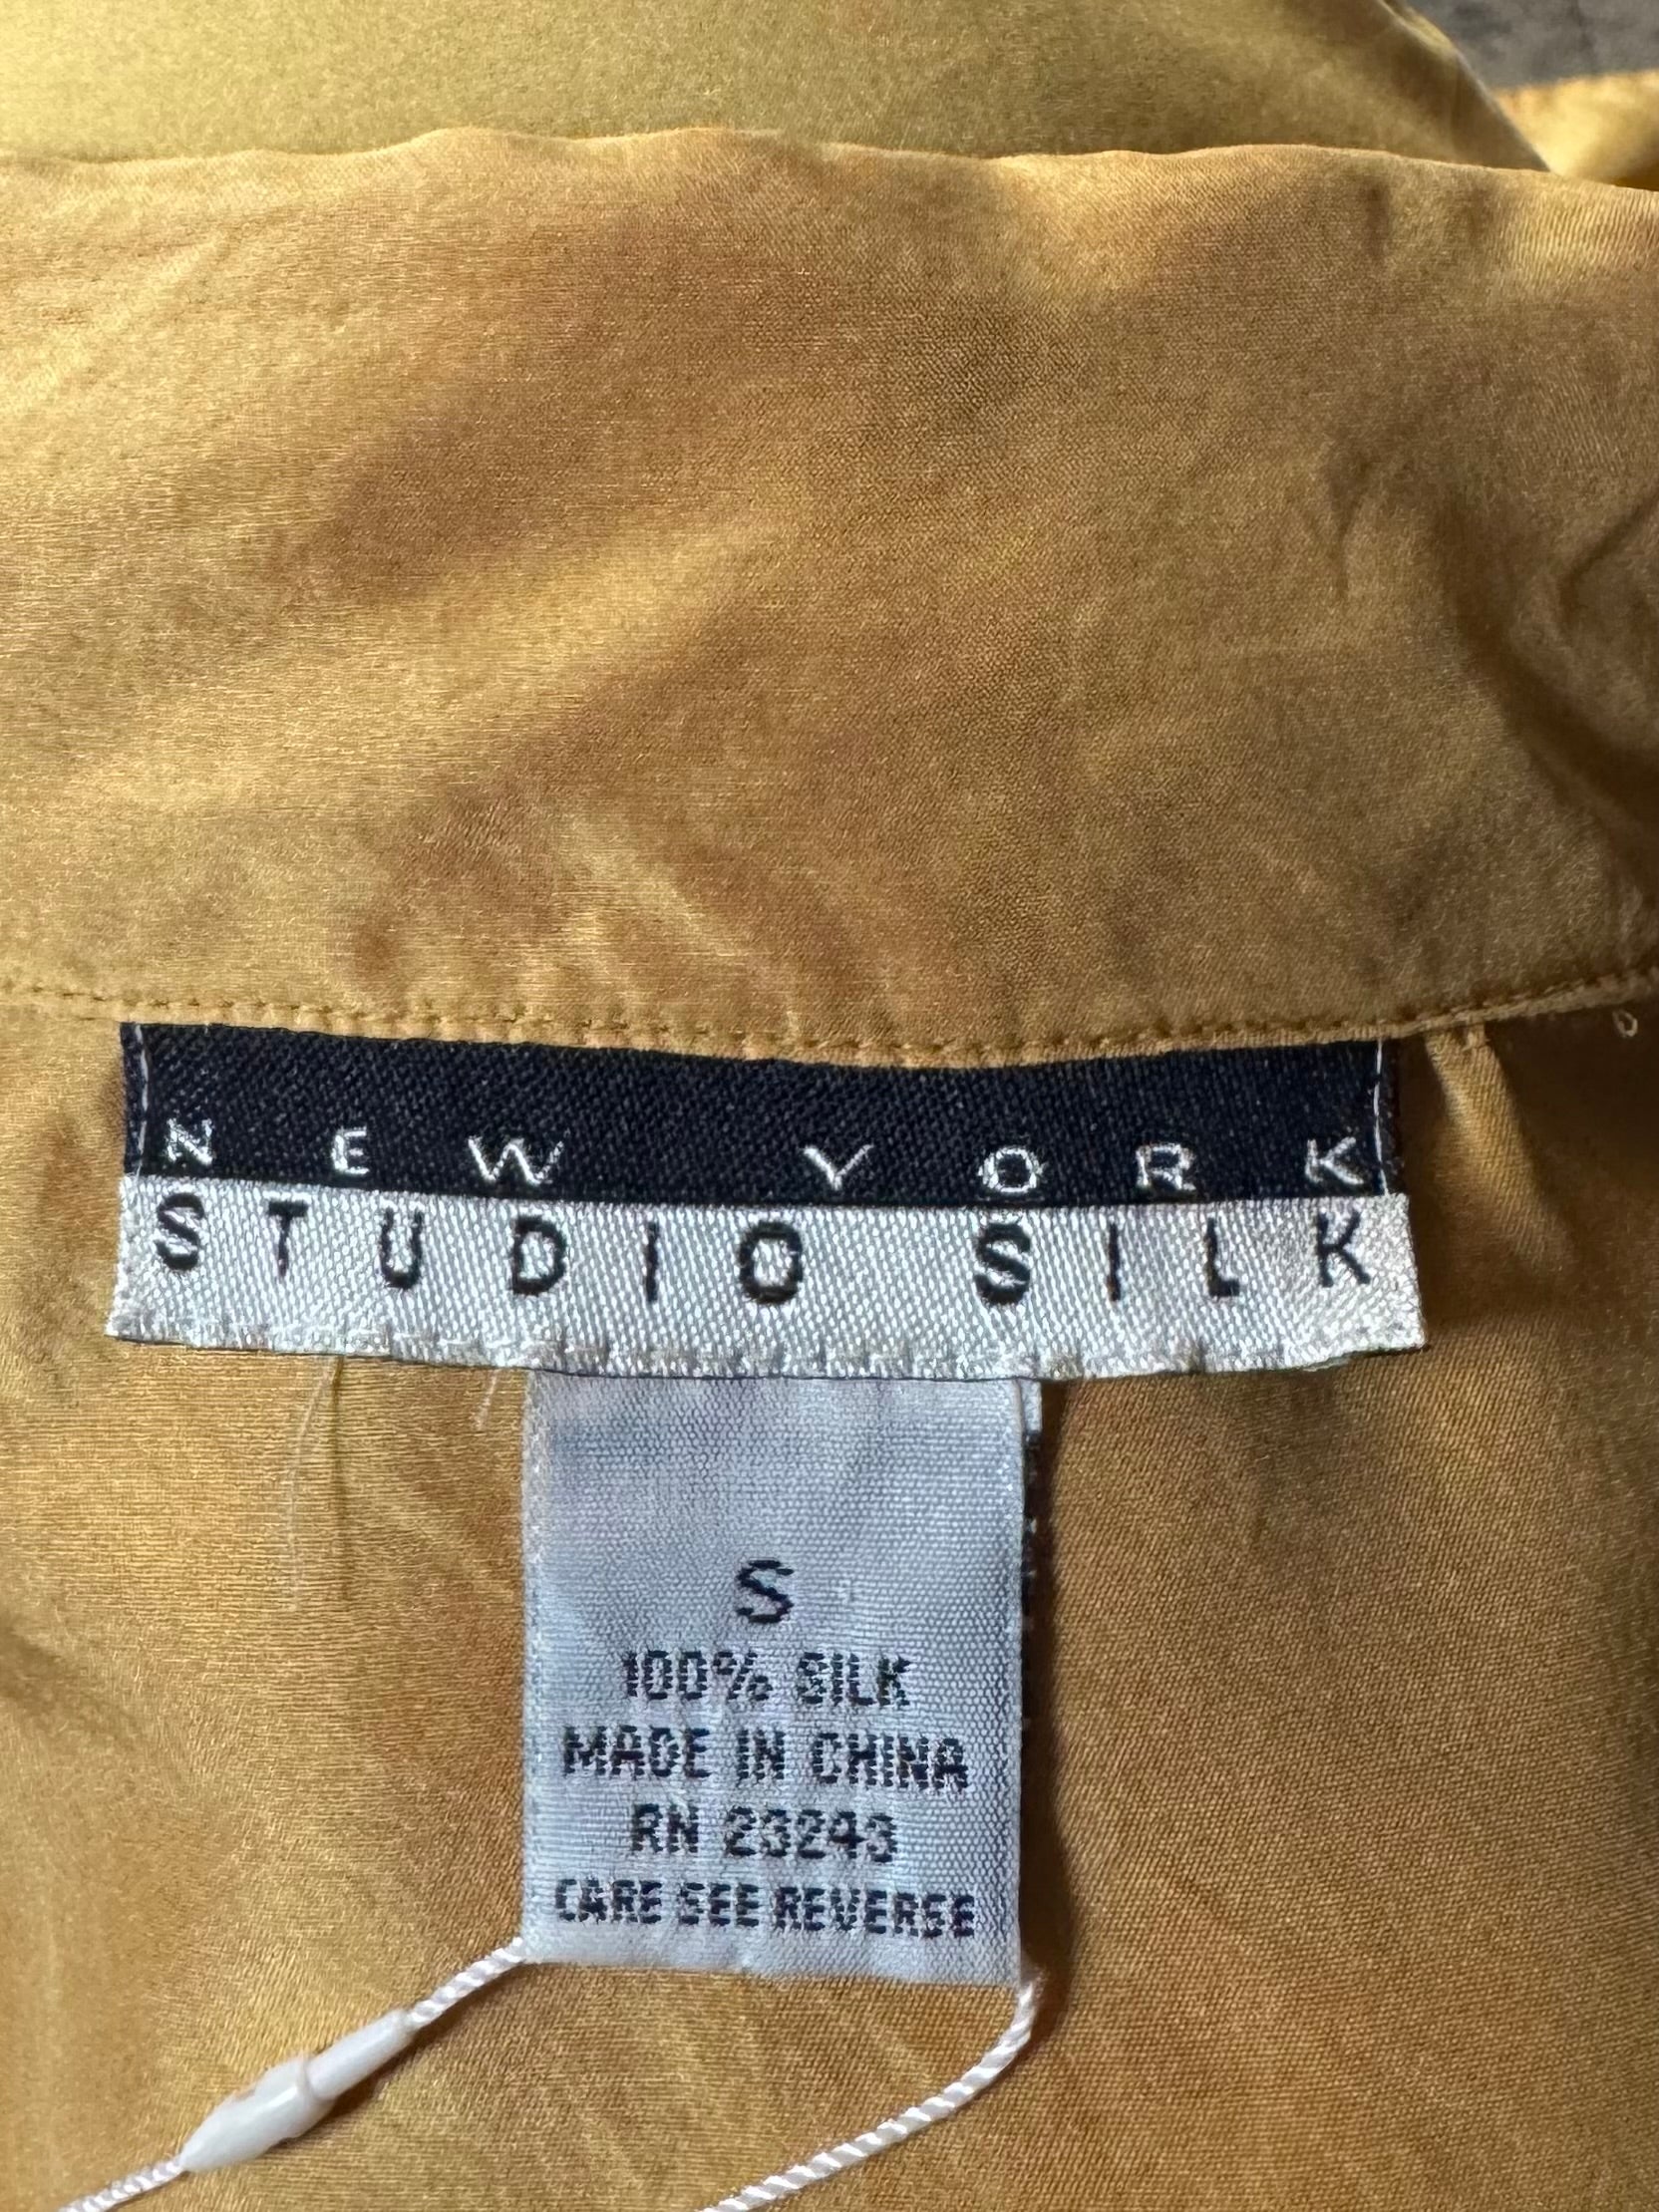 NEW YORK
STUDIO SILK
S
100% SILK
MADE IN CHINA
RN 23243
CARE SEE REVERSE